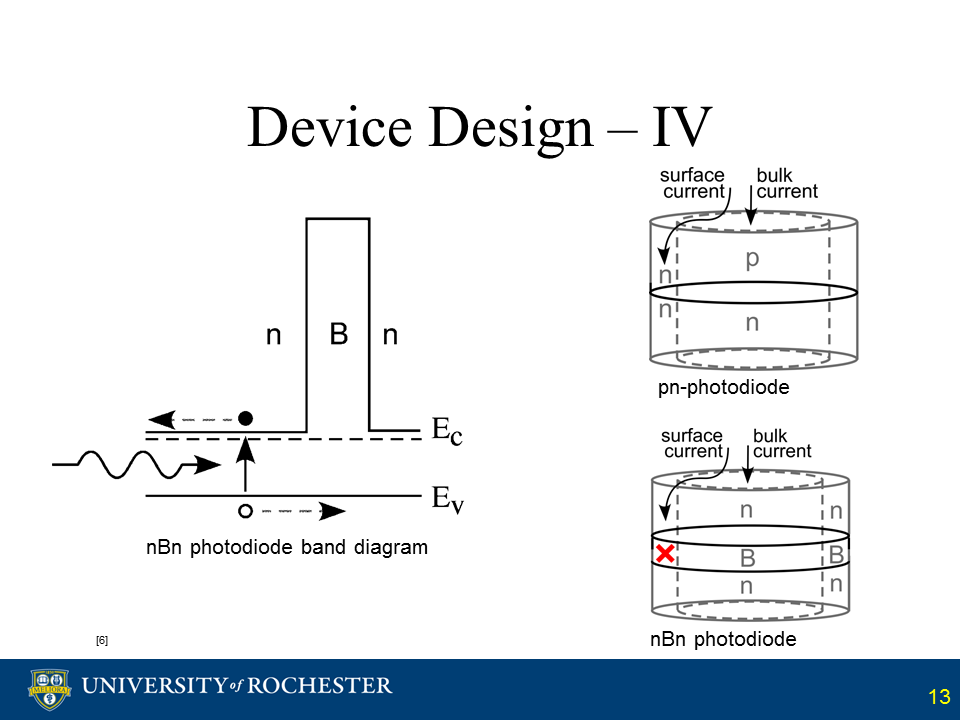 Device Design – IV
n
B
n
E_C
E_V
nBn photodiode band diagram
surface
current
bulk
current
p
n
n
n
pn-photodiode
surface
current
bulk
current
n
n
B
B
n
n
nBn photodiode
[6]
MELIORA
UNIVERSITY of ROCHESTER
13